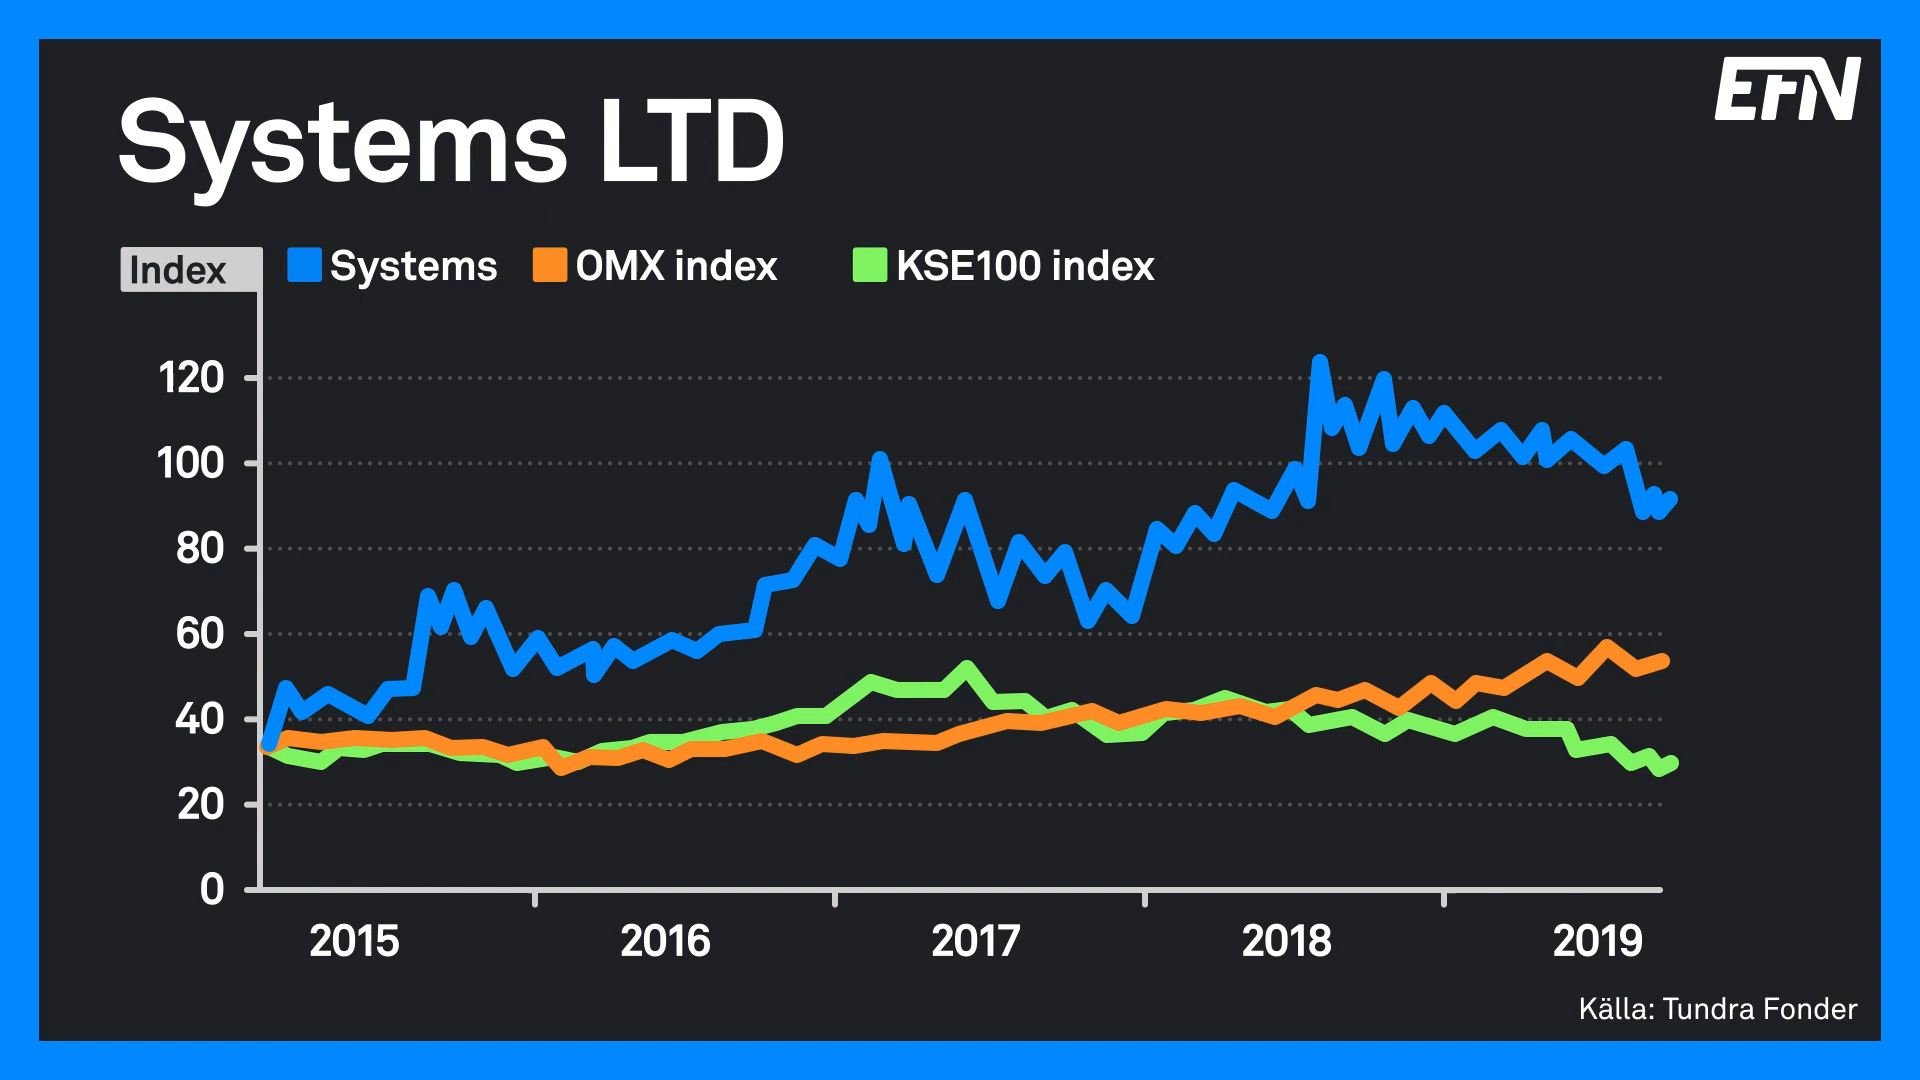 EFN
Systems LTD
Index
Systems
OMX index
KSE100 index
120
100
80
60
40
20
0
2015
2016
2017
2018
2019
Källa: Tundra Fonder